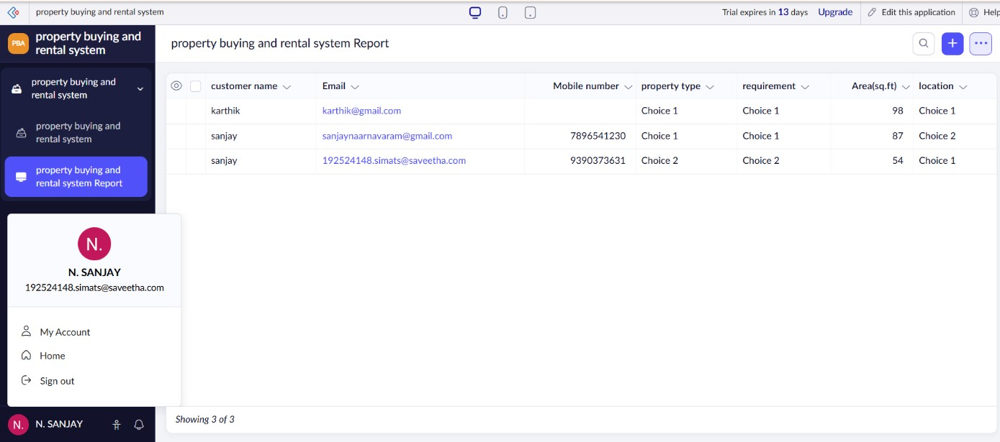 property buying and rental system
Trial expires in 13 days Upgrade Edit this application Help
PBA property buying and
rental system
property buying and rental system Report
property buying and
rental system
property buying and
rental system
property buying and
rental system Report
customer name Email Mobile number property type requirement Area(sq.ft) location
karthik karthik@gmail.com Choice 1 Choice 1 98 Choice 1
sanjay sanjaynaarnavaram@gmail.com 7896541230 Choice 1 Choice 1 87 Choice 2
sanjay 192524148.simats@saveetha.com 9390373631 Choice 2 Choice 2 54 Choice 1
N.
N. SANJAY
192524148.simats@saveetha.com
My Account
Home
Sign out
N. N. SANJAY
Showing 3 of 3